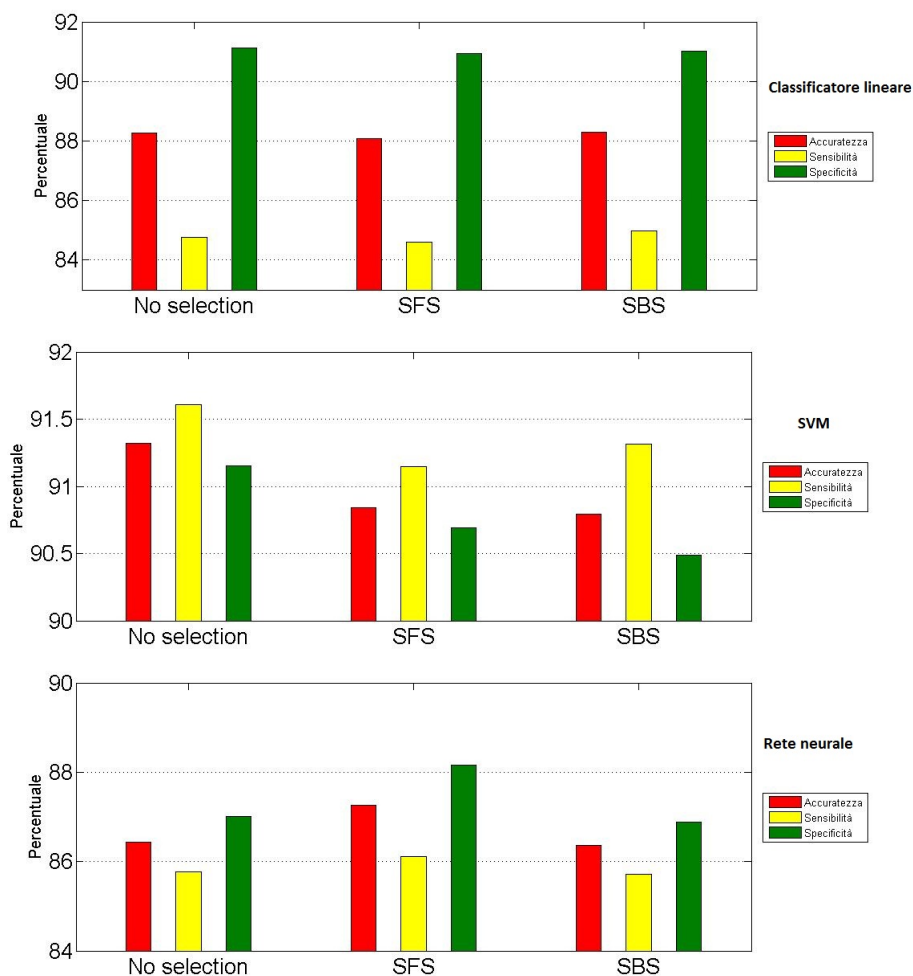 92
90
88
86
84
Percentuale
No selection
SFS
SBS
Classificatore lineare
Accuratezza
Sensibilità
Specificità
92
91.5
91
90.5
90
Percentuale
No selection
SFS
SBS
SVM
Accuratezza
Sensibilità
Specificità
90
88
86
84
Percentuale
No selection
SFS
SBS
Rete neurale
Accuratezza
Sensibilità
Specificità